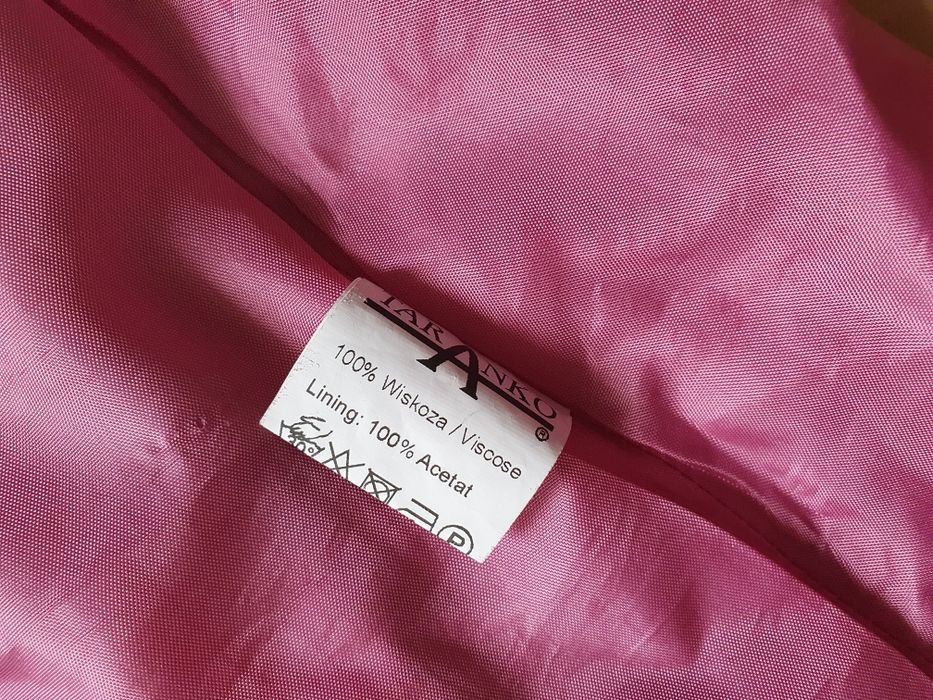 TARANKO®
100% Wiskoza / Viscose
Lining: 100% Acetat
P